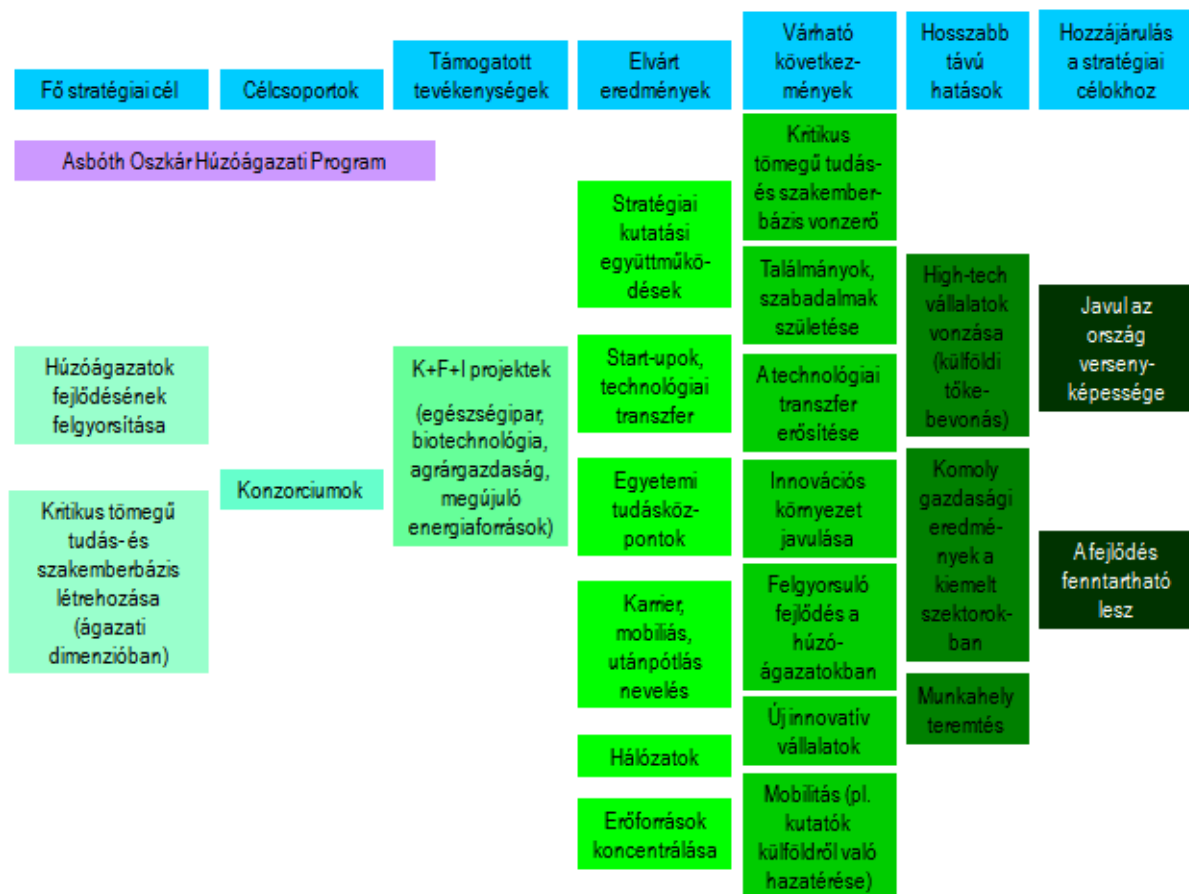 Fő stratégiai cél
Célcsoportok
Támogatott
tevékenységek
Elvárt
eredmények
Várható
következ-
mények
Hosszabb
távú
hatások
Hozzájárulás
a stratégiai
célokhoz
Asbóth Oszkár Húzóágazati Program
Húzóágazatok
fejlődésének
felgyorsítása
Kritikus tömegű
tudás- és
szakemberbázis
létrehozása
(ágazati
dimenzióban)
Konzorciumok
K+F+I projektek
(egészségipar,
biotechnológia,
agrárgazdaság,
megújuló
energiaforrások)
Stratégiai
kutatási
együttműkö-
dések
Start-upok,
technológiai
transzfer
Egyetemi
tudásköz-
pontok
Karrier,
mobiliás,
utánpótlás
nevelés
Hálózatok
Erőforrások
koncentrálása
Kritikus
tömegű tudás-
és szakember-
bázis vonzerő
Találmányok,
szabadalmak
születése
A technológiai
transzfer
erősítése
Innovációs
környezet
javulása
Felgyorsuló
fejlődés a
húzó-
ágazatokban
Új innovatív
vállalatok
Mobilitás (pl.
kutatók
külföldről való
hazatérése)
High-tech
vállalatok
vonzása
(külföldi
tőke-
bevonás)
Komoly
gazdasági
eredmé-
nyek a
kiemelt
szektorok-
ban
Munkahely
teremtés
Javul az
ország
verseny-
képessége
A fejlődés
fenntartható
lesz